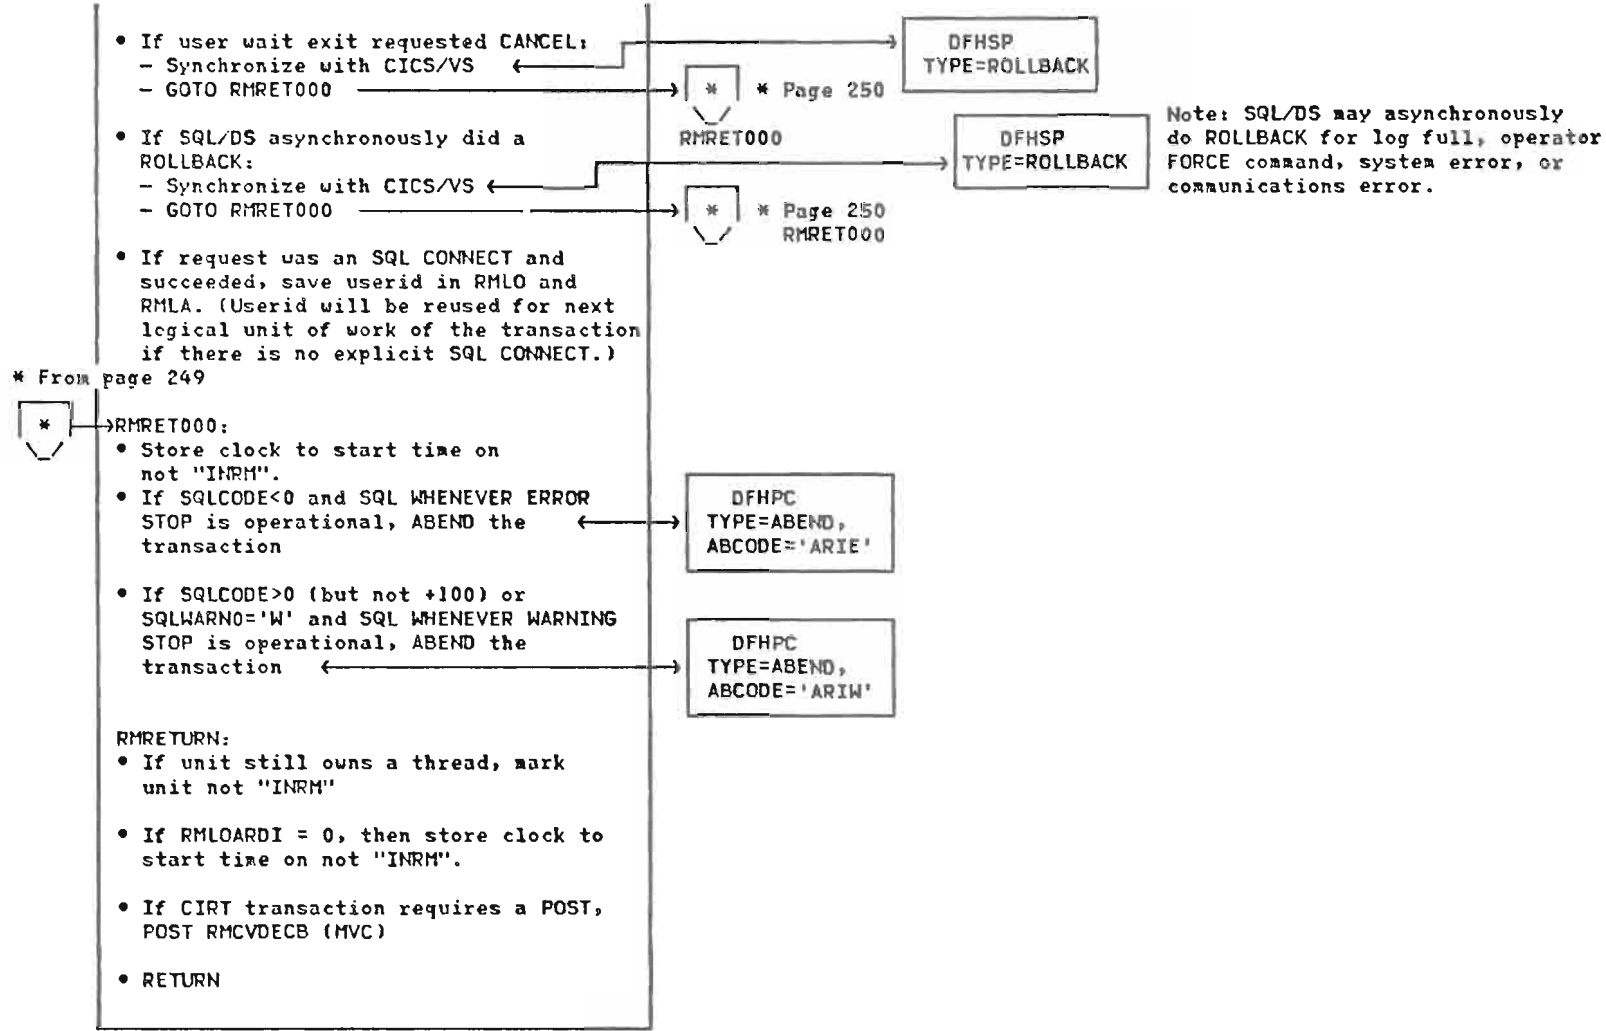 • If user wait exit requested CANCEL:
– Synchronize with CICS/VS
– GOTO RMRET000
DFHSP
TYPE=ROLLBACK
* * Page 250
RMRET000
• If SQL/DS asynchronously did a
ROLLBACK:
– Synchronize with CICS/VS
– GOTO RMRET000
DFHSP
TYPE=ROLLBACK
Note: SQL/DS may asynchronously
do ROLLBACK for log full, operator
FORCE command, system error, or
communications error.
* * Page 250
RMRET000
• If request was an SQL CONNECT and
succeeded, save userid in RMLO and
RMLA. (Userid will be reused for next
logical unit of work of the transaction
if there is no explicit SQL CONNECT.)
* From page 249
*
RMRET000:
• Store clock to start time on
not "INRM".
• If SQLCODE<0 and SQL WHENEVER ERROR
STOP is operational, ABEND the
transaction
DFHPC
TYPE=ABEND,
ABCODE='ARIE'
• If SQLCODE>0 (but not +100) or
SQLWARN0='W' and SQL WHENEVER WARNING
STOP is operational, ABEND the
transaction
DFHPC
TYPE=ABEND,
ABCODE='ARIW'
RMRETURN:
• If unit still owns a thread, mark
unit not "INRM"
• If RMLOARDI = 0, then store clock to
start time on not "INRM".
• If CIRT transaction requires a POST,
POST RMCVDECB (MVC)
• RETURN